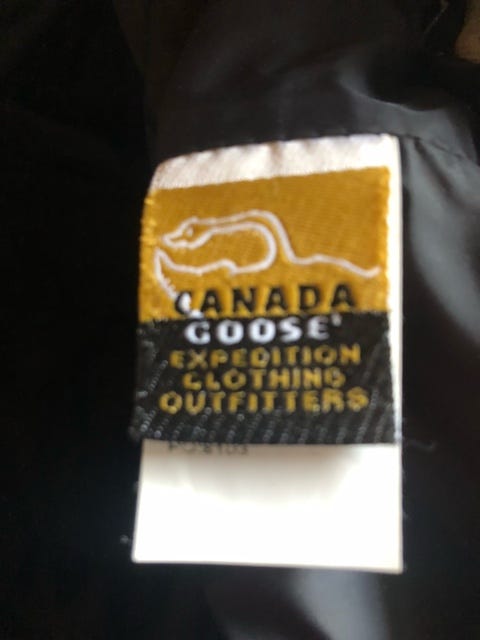 CANADA
GOOSE
EXPEDITION
CLOTHING
OUTFITTERS